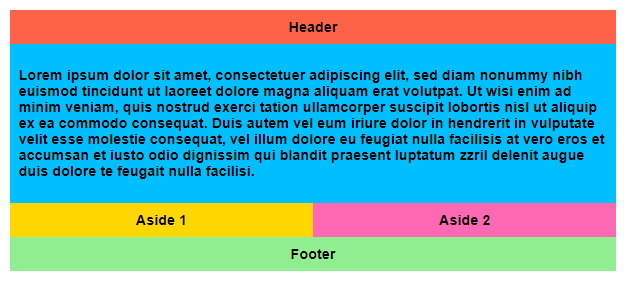 Header
Lorem ipsum dolor sit amet, consectetuer adipiscing elit, sed diam nonummy nibh
euismod tincidunt ut laoreet dolore magna aliquam erat volutpat. Ut wisi enim ad
minim veniam, quis nostrud exerci tation ullamcorper suscipit lobortis nisl ut aliquip
ex ea commodo consequat. Duis autem vel eum iriure dolor in hendrerit in vulputate
velit esse molestie consequat, vel illum dolore eu feugiat nulla facilisis at vero eros et
accumsan et iusto odio dignissim qui blandit praesent luptatum zzril delenit augue
duis dolore te feugait nulla facilisi.
Aside 1
Aside 2
Footer